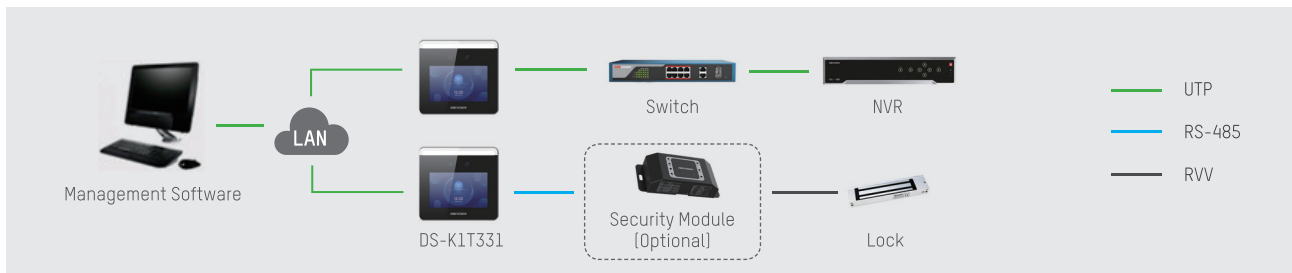 LAN
Management Software
Switch
NVR
DS-K1T331
Security Module
(Optional)
Lock
UTP
RS-485
RVV